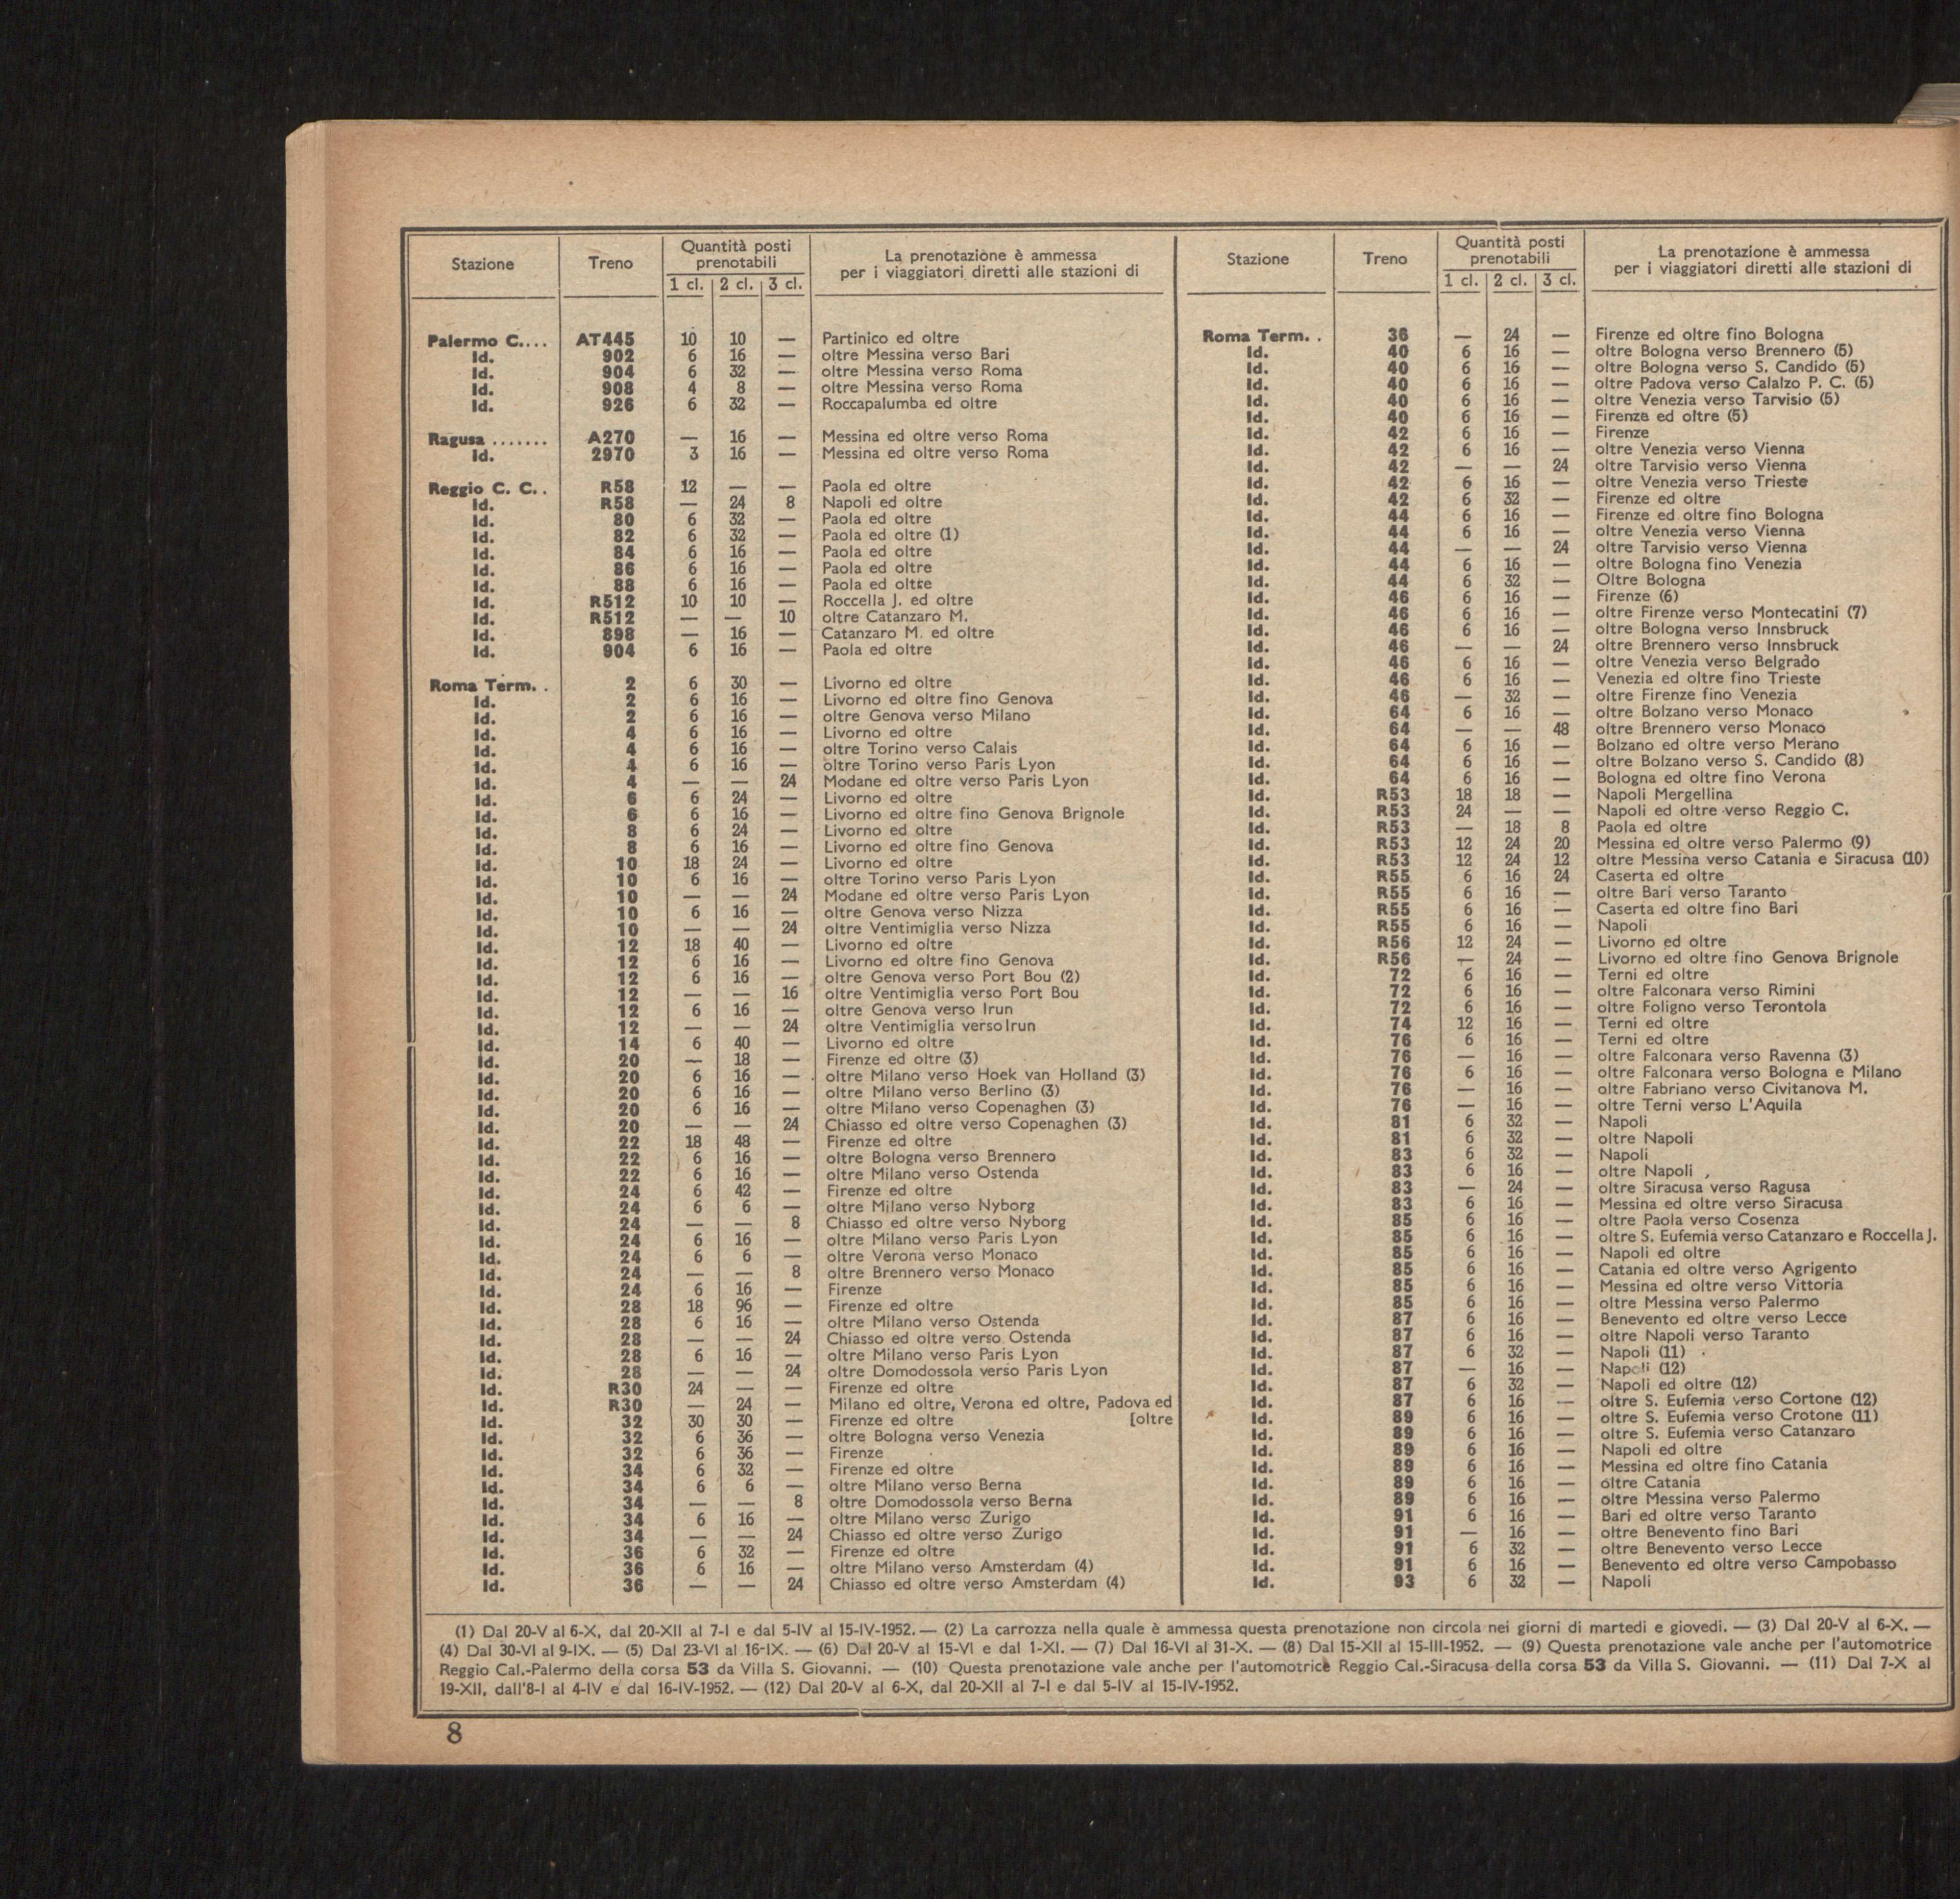 Stazione Treno Quantità posti prenotabili La prenotazione è ammessa per i viaggiatori diretti alle stazioni di
1 cl. 2 cl. 3 cl.
Palermo C.... AT445 10 10 — Partinico ed oltre
Id. 902 6 16 — oltre Messina verso Bari
Id. 904 6 32 — oltre Messina verso Roma
Id. 908 4 8 — oltre Messina verso Roma
Id. 926 6 32 — Roccapalumba ed oltre
Ragusa ....... A270 — 16 — Messina ed oltre verso Roma
Id. 2970 3 16 — Messina ed oltre verso Roma
Reggio C. C. . R58 12 — — Paola ed oltre
Id. R58 — 24 8 Napoli ed oltre
Id. 80 6 32 — Paola ed oltre
Id. 82 6 32 — Paola ed oltre (1)
Id. 84 6 16 — Paola ed oltre
Id. 86 6 16 — Paola ed oltre
Id. 88 6 16 — Paola ed oltre
Id. R512 10 10 — Roccella J. ed oltre
Id. R512 — — 10 oltre Catanzaro M.
Id. 898 — 16 — Catanzaro M. ed oltre
Id. 904 6 16 — Paola ed oltre
Roma Term. . 2 6 30 — Livorno ed oltre
Id. 2 6 16 — Livorno ed oltre fino Genova
Id. 2 6 16 — oltre Genova verso Milano
Id. 4 6 16 — Livorno ed oltre
Id. 4 6 16 — oltre Torino verso Calais
Id. 4 6 16 — oltre Torino verso Paris Lyon
Id. 4 — — 24 Modane ed oltre verso Paris Lyon
Id. 6 6 24 — Livorno ed oltre
Id. 6 6 16 — Livorno ed oltre fino Genova Brignole
Id. 8 6 24 — Livorno ed oltre
Id. 8 6 16 — Livorno ed oltre fino Genova
Id. 10 18 24 — Livorno ed oltre
Id. 10 6 16 — oltre Torino verso Paris Lyon
Id. 10 — — 24 Modane ed oltre verso Paris Lyon
Id. 10 6 16 — oltre Genova verso Nizza
Id. 10 — — 24 oltre Ventimiglia verso Nizza
Id. 12 18 40 — Livorno ed oltre
Id. 12 6 16 — Livorno ed oltre fino Genova
Id. 12 6 16 — oltre Genova verso Port Bou (2)
Id. 12 — — 16 oltre Ventimiglia verso Port Bou
Id. 12 6 16 — oltre Genova verso Irun
Id. 12 — — 24 oltre Ventimiglia verso Irun
Id. 14 6 40 — Livorno ed oltre
Id. 20 — 18 — Firenze ed oltre (3)
Id. 20 6 16 — oltre Milano verso Hoek van Holland (3)
Id. 20 6 16 — oltre Milano verso Berlino (3)
Id. 20 6 16 — oltre Milano verso Copenaghen (3)
Id. 20 — — 24 Chiasso ed oltre verso Copenaghen (3)
Id. 22 18 48 — Firenze ed oltre
Id. 22 6 16 — oltre Bologna verso Brennero
Id. 22 6 16 — oltre Milano verso Ostenda
Id. 24 6 42 — Firenze ed oltre
Id. 24 6 6 — oltre Milano verso Nyborg
Id. 24 — — 8 Chiasso ed oltre verso Nyborg
Id. 24 6 16 — oltre Milano verso Paris Lyon
Id. 24 6 6 — oltre Verona verso Monaco
Id. 24 — — 8 oltre Brennero verso Monaco
Id. 24 6 16 — Firenze
Id. 28 18 96 — Firenze ed oltre
Id. 28 6 16 — oltre Milano verso Ostenda
Id. 28 — — 24 Chiasso ed oltre verso Ostenda
Id. 28 6 16 — oltre Milano verso Paris Lyon
Id. 28 — — 24 oltre Domodossola verso Paris Lyon
Id. R30 24 — — Firenze ed oltre
Id. R30 — 24 — Milano ed oltre, Verona ed oltre, Padova ed
Id. 32 30 30 — Firenze ed oltre [oltre
Id. 32 6 36 — oltre Bologna verso Venezia
Id. 32 6 36 — Firenze
Id. 34 6 32 — Firenze ed oltre
Id. 34 6 6 — oltre Milano verso Berna
Id. 34 — — 8 oltre Domodossola verso Berna
Id. 34 6 16 — oltre Milano verso Zurigo
Id. 34 — — 24 Chiasso ed oltre verso Zurigo
Id. 36 6 32 — Firenze ed oltre
Id. 36 6 16 — oltre Milano verso Amsterdam (4)
Id. 36 — — 24 Chiasso ed oltre verso Amsterdam (4)
Stazione Treno Quantità posti prenotabili La prenotazione è ammessa per i viaggiatori diretti alle stazioni di
1 cl. 2 cl. 3 cl.
Roma Term. . 36 — 24 — Firenze ed oltre fino Bologna
Id. 40 6 16 — oltre Bologna verso Brennero (5)
Id. 40 6 16 — oltre Bologna verso S. Candido (5)
Id. 40 6 16 — oltre Padova verso Calalzo P. C. (5)
Id. 40 6 16 — oltre Venezia verso Tarvisio (5)
Id. 40 6 16 — Firenze ed oltre (5)
Id. 42 6 16 — Firenze
Id. 42 6 16 — oltre Venezia verso Vienna
Id. 42 — — 24 oltre Tarvisio verso Vienna
Id. 42 6 16 — oltre Venezia verso Trieste
Id. 42 6 32 — Firenze ed oltre
Id. 44 6 16 — Firenze ed oltre fino Bologna
Id. 44 6 16 — oltre Venezia verso Vienna
Id. 44 — — 24 oltre Tarvisio verso Vienna
Id. 44 6 16 — oltre Bologna fino Venezia
Id. 44 6 32 — Oltre Bologna
Id. 46 6 16 — Firenze (6)
Id. 46 6 16 — oltre Firenze verso Montecatini (7)
Id. 46 6 16 — oltre Bologna verso Innsbruck
Id. 46 — — 24 oltre Brennero verso Innsbruck
Id. 46 6 16 — oltre Venezia verso Belgrado
Id. 46 6 16 — Venezia ed oltre fino Trieste
Id. 46 — 32 — oltre Firenze fino Venezia
Id. 64 6 16 — oltre Bolzano verso Monaco
Id. 64 — — 48 oltre Brennero verso Monaco
Id. 64 6 16 — Bolzano ed oltre verso Merano
Id. 64 6 16 — oltre Bolzano verso S. Candido (8)
Id. 64 6 16 — Bologna ed oltre fino Verona
Id. R53 18 18 — Napoli Mergellina
Id. R53 24 — — Napoli ed oltre verso Reggio C.
Id. R53 — 18 8 Paola ed oltre
Id. R53 12 24 20 Messina ed oltre verso Palermo (9)
Id. R53 12 24 12 oltre Messina verso Catania e Siracusa (10)
Id. R55 6 16 24 Caserta ed oltre
Id. R55 6 16 — oltre Bari verso Taranto
Id. R55 6 16 — Caserta ed oltre fino Bari
Id. R55 6 16 — Napoli
Id. R56 12 24 — Livorno ed oltre
Id. R56 — 24 — Livorno ed oltre fino Genova Brignole
Id. 72 6 16 — Terni ed oltre
Id. 72 6 16 — oltre Falconara verso Rimini
Id. 72 6 16 — oltre Foligno verso Terontola
Id. 74 12 16 — Terni ed oltre
Id. 76 6 16 — Terni ed oltre
Id. 76 — 16 — oltre Falconara verso Ravenna (3)
Id. 76 6 16 — oltre Falconara verso Bologna e Milano
Id. 76 — 16 — oltre Fabriano verso Civitanova M.
Id. 76 — 16 — oltre Terni verso L'Aquila
Id. 81 6 32 — Napoli
Id. 81 6 32 — oltre Napoli
Id. 83 6 32 — Napoli
Id. 83 6 16 — oltre Napoli
Id. 83 — 24 — oltre Siracusa verso Ragusa
Id. 83 6 16 — Messina ed oltre verso Siracusa
Id. 85 6 16 — oltre Paola verso Cosenza
Id. 85 6 16 — oltre S. Eufemia verso Catanzaro e Roccella J.
Id. 85 6 16 — Napoli ed oltre
Id. 85 6 16 — Catania ed oltre verso Agrigento
Id. 85 6 16 — Messina ed oltre verso Vittoria
Id. 85 6 16 — oltre Messina verso Palermo
Id. 87 6 16 — Benevento ed oltre verso Lecce
Id. 87 6 16 — oltre Napoli verso Taranto
Id. 87 6 32 — Napoli (11)
Id. 87 — 16 — Napoli (12)
Id. 87 6 32 — Napoli ed oltre (12)
Id. 87 6 16 — oltre S. Eufemia verso Cortone (12)
Id. 89 6 16 — oltre S. Eufemia verso Crotone (11)
Id. 89 6 16 — oltre S. Eufemia verso Catanzaro
Id. 89 6 16 — Napoli ed oltre
Id. 89 6 16 — Messina ed oltre fino Catania
Id. 89 6 16 — oltre Catania
Id. 89 6 16 — oltre Messina verso Palermo
Id. 91 6 16 — Bari ed oltre verso Taranto
Id. 91 — 16 — oltre Benevento fino Bari
Id. 91 6 32 — oltre Benevento verso Lecce
Id. 91 6 16 — Benevento ed oltre verso Campobasso
Id. 93 6 32 — Napoli
(1) Dal 20-V al 6-X, dal 20-XII al 7-I e dal 5-IV al 15-IV-1952. — (2) La carrozza nella quale è ammessa questa prenotazione non circola nei giorni di martedi e giovedi. — (3) Dal 20-V al 6-X. —
(4) Dal 30-VI al 9-IX. — (5) Dal 23-VI al 16-IX. — (6) Dal 20-V al 15-VI e dal 1-XI. — (7) Dal 16-VI al 31-X. — (8) Dal 15-XII al 15-III-1952. — (9) Questa prenotazione vale anche per l'automotrice
Reggio Cal.-Palermo della corsa 53 da Villa S. Giovanni. — (10) Questa prenotazione vale anche per l'automotrice Reggio Cal.-Siracusa della corsa 53 da Villa S. Giovanni. — (11) Dal 7-X al
19-XII, dall'8-I al 4-IV e dal 16-IV-1952. — (12) Dal 20-V al 6-X, dal 20-XII al 7-I e dal 5-IV al 15-IV-1952.
8